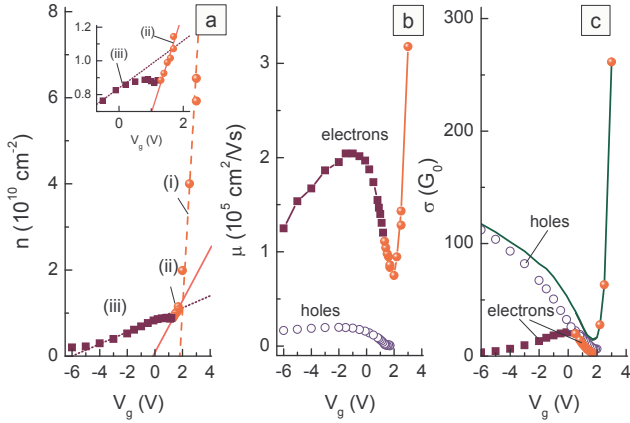 a
n (10^10 cm^-2)
8
6
4
2
0
-6 -4 -2 0 2 4
V_g (V)
(i)
(ii)
(iii)
1.2
1.0
0.8
0 2
V_g (V)
(ii)
(iii)
b
μ (10^5 cm^2/Vs)
3
2
1
0
-6 -4 -2 0 2 4
V_g (V)
electrons
holes
c
σ (G_0)
300
200
100
0
-6 -4 -2 0 2 4
V_g (V)
holes
electrons